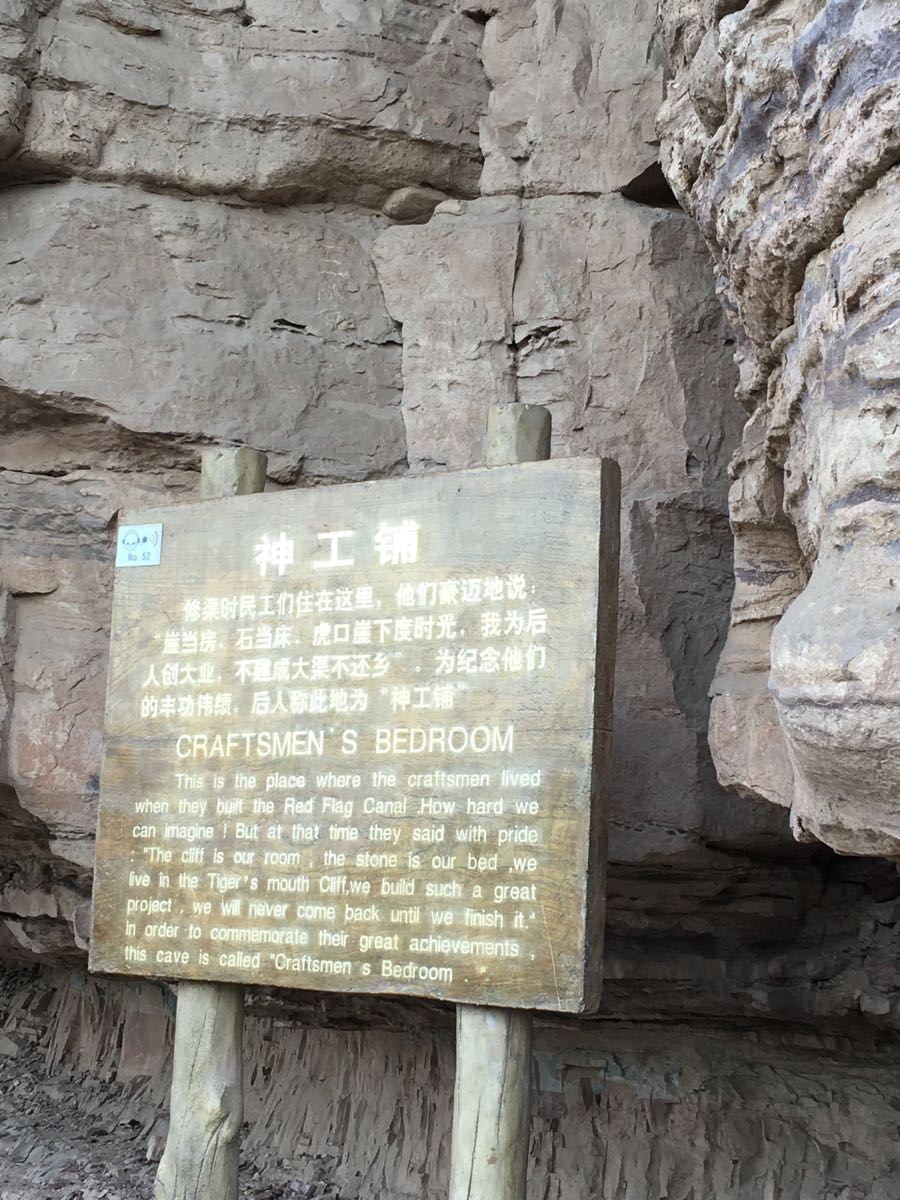 No.52
神工铺
修渠时民工们住在这里，他们豪迈地说：
“崖当房、石当床、虎口崖下度时光，我为后
人创大业，不建成大渠不还乡”。为纪念他们
的丰功伟绩，后人称此地为“神工铺”
CRAFTSMEN'S BEDROOM
This is the place where the craftsmen lived
when they built the Red Flag Canal .How hard we
can imagine ! But at that time they said with pride
: "The cliff is our room , the stone is our bed ,we
live in the Tiger's mouth Cliff,we build such a great
project , we will never come back until we finish it."
In order to commemorate their great achievements ,
this cave is called "Craftsmen s Bedroom . "